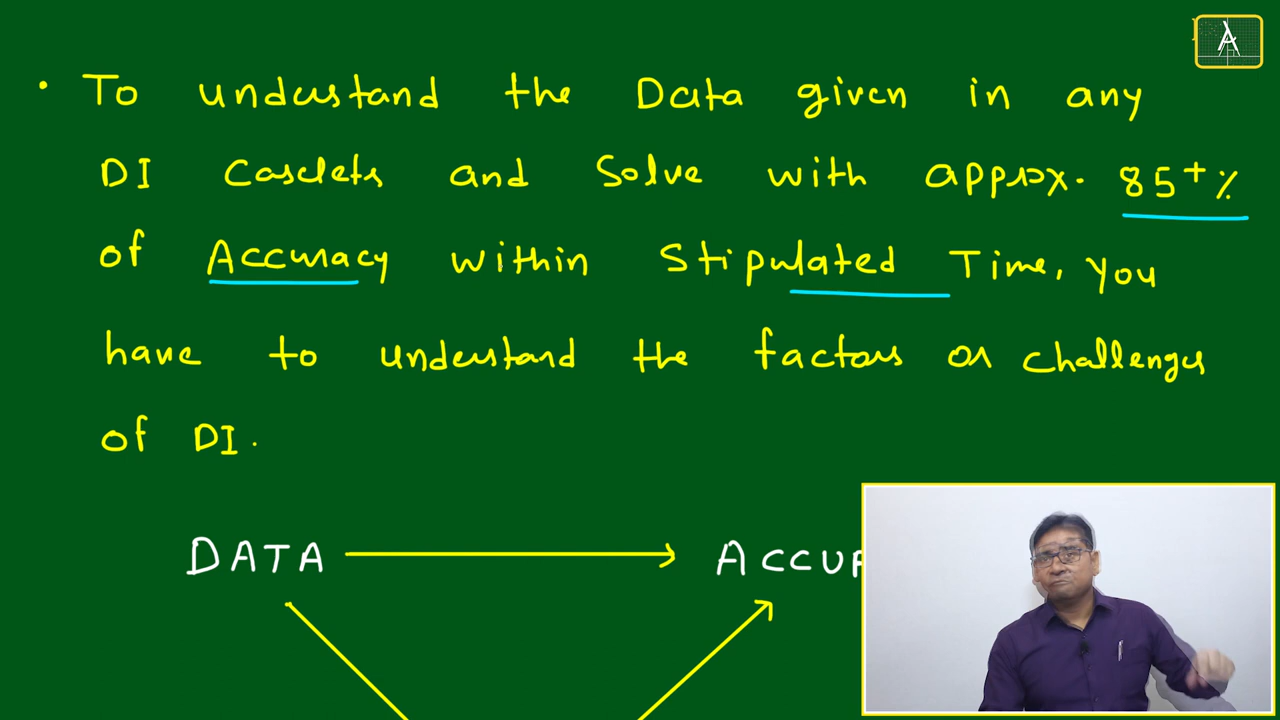 • To understand the Data given in any
DI Caselets and Solve with approx. 85+%
of Accuracy within Stipulated Time, you
have to understand the factors or challenges
of DI.
DATA
A